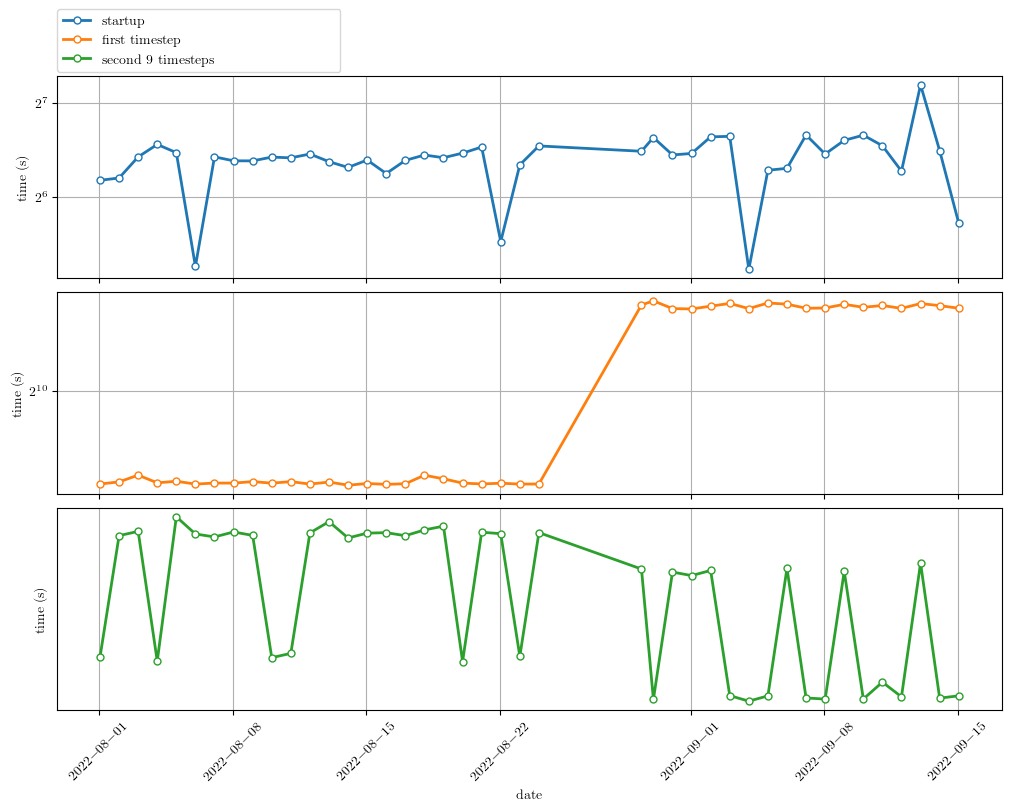 startup
first timestep
second 9 timesteps
2^7
time (s)
2^6
2^10
time (s)
time (s)
2022−08−01
2022−08−08
2022−08−15
2022−08−22
2022−09−01
2022−09−08
2022−09−15
date